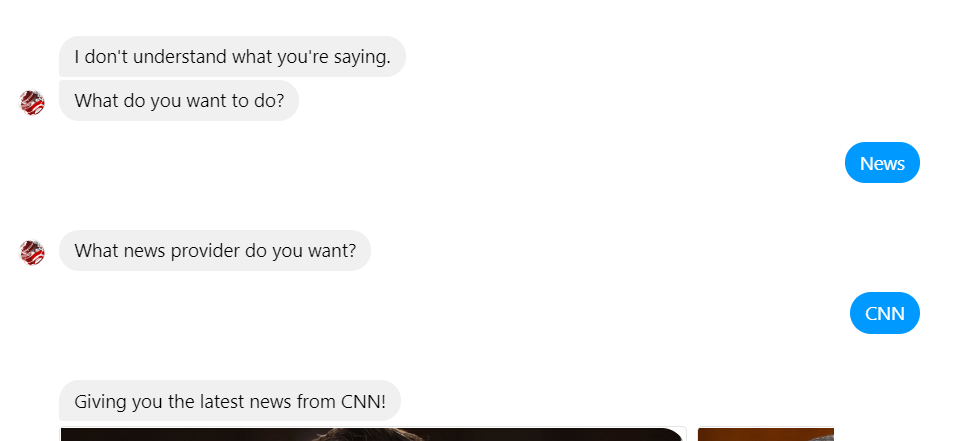 I don't understand what you're saying.
What do you want to do?
News
What news provider do you want?
CNN
Giving you the latest news from CNN!